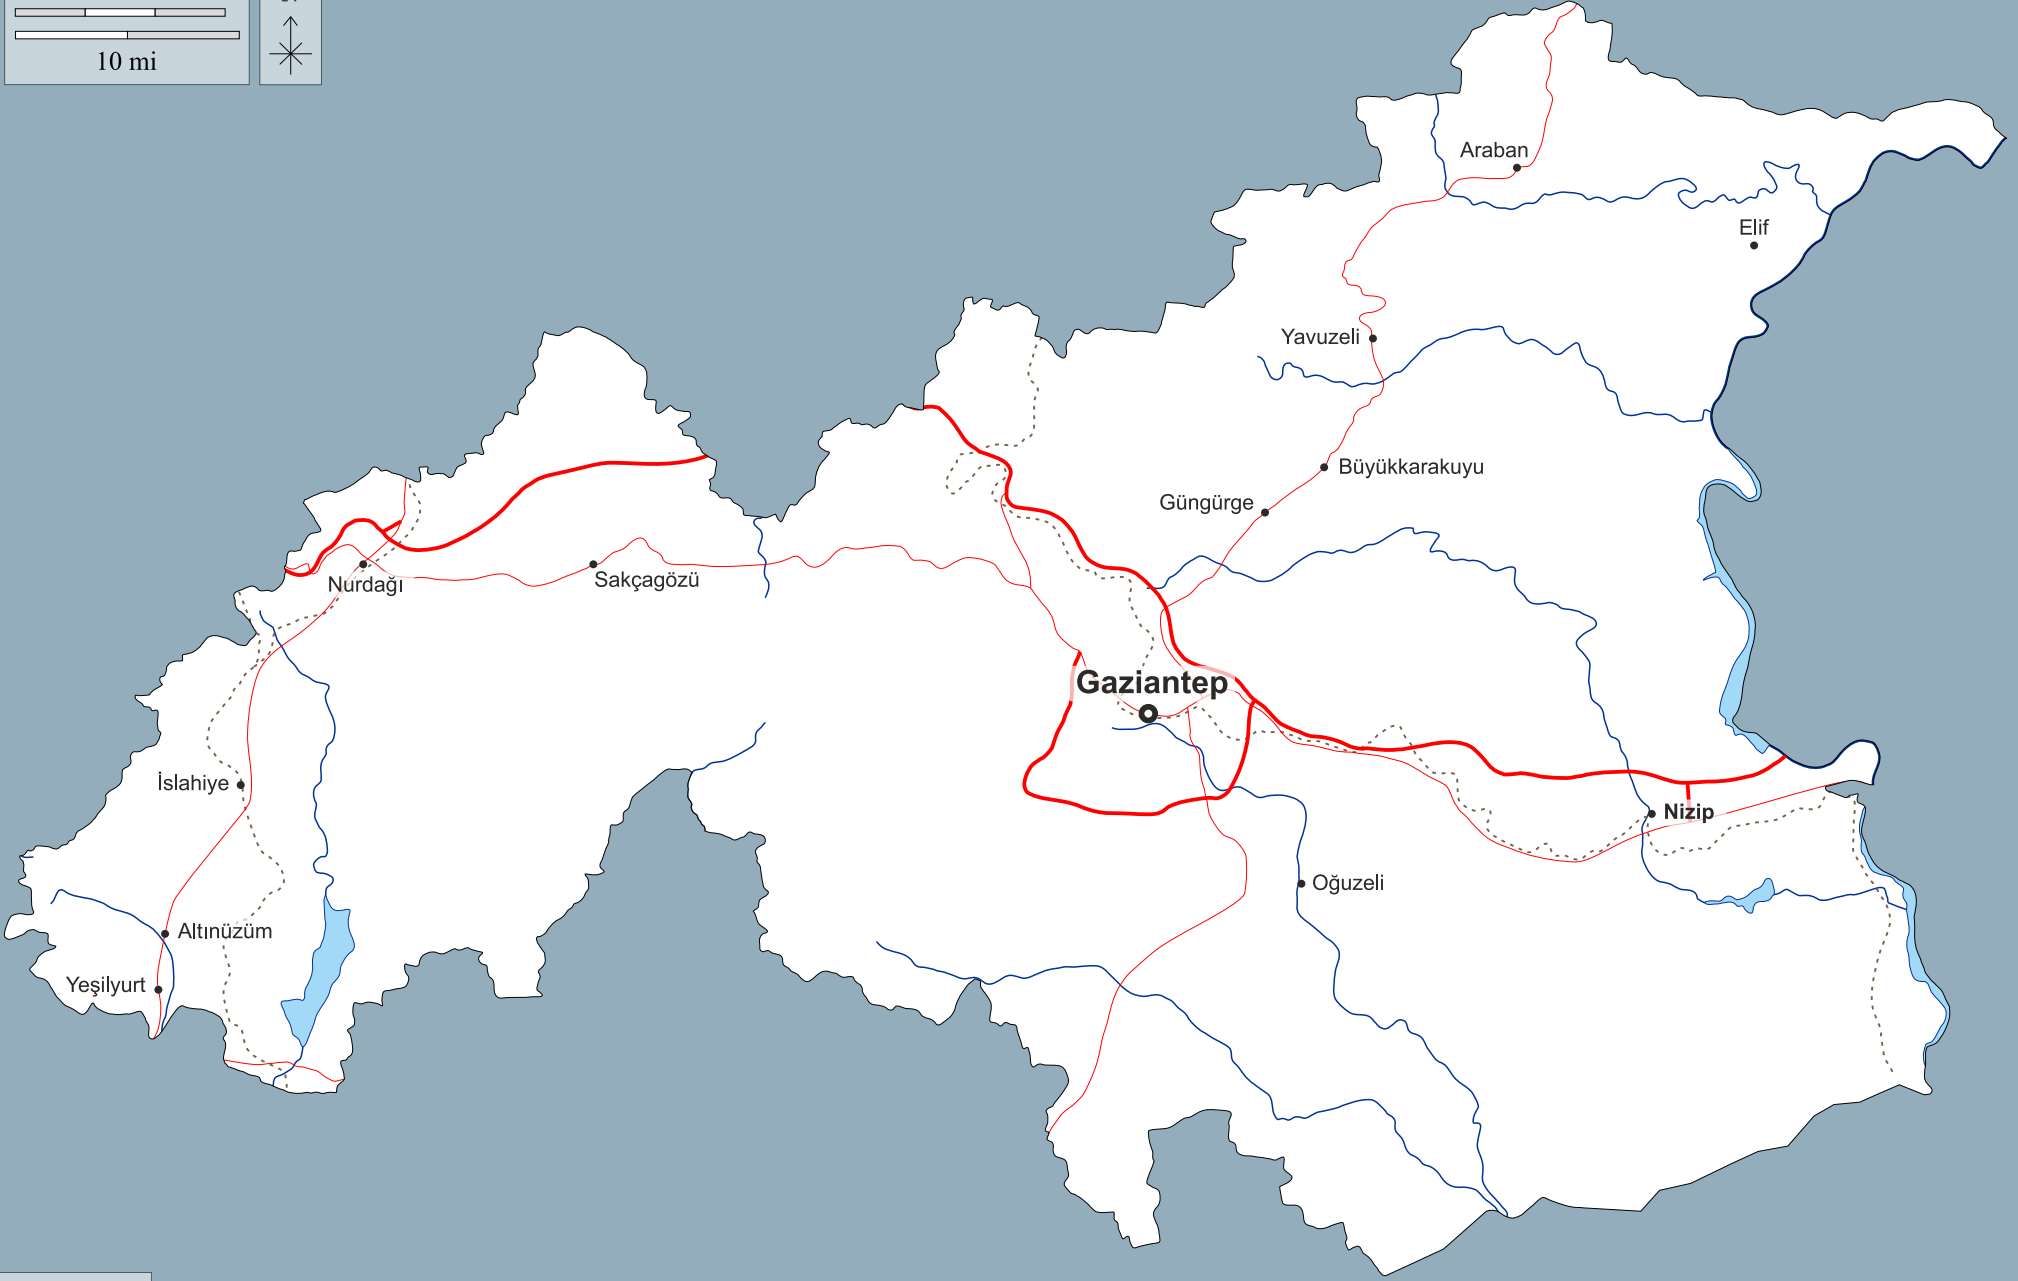 10 mi
Araban
Elif
Yavuzeli
Büyükkarakuyu
Güngürge
Nurdağı
Sakçagözü
Gaziantep
İslahiye
Nizip
Oğuzeli
Altınüzüm
Yeşilyurt